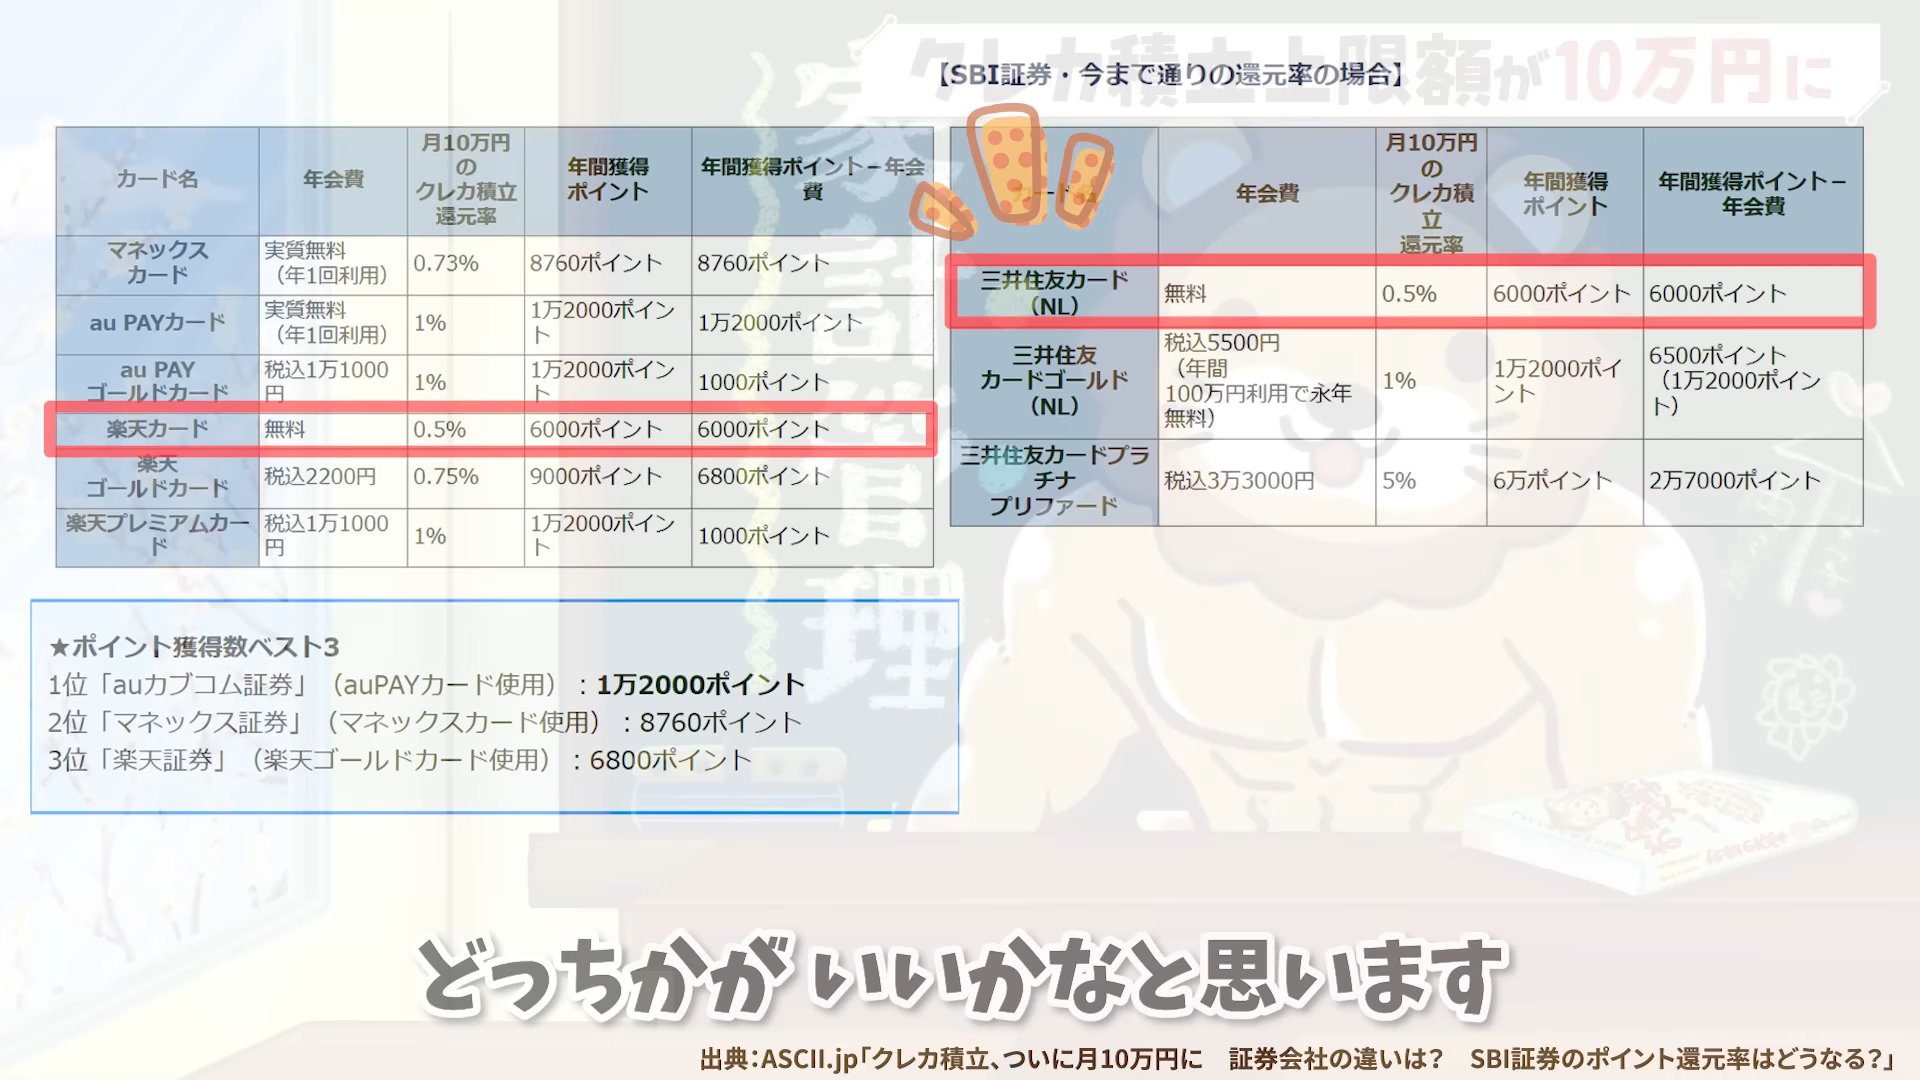 クレカ積立上限額が10万円に
【SBI証券・今まで通りの還元率の場合】
カード名
年会費
月10万円
の
クレカ積立
還元率
年間獲得
ポイント
年間獲得ポイント－年会
費
マネックス
カード
実質無料
（年1回利用）
0.73%
8760ポイント
8760ポイント
au PAYカード
実質無料
（年1回利用）
1%
1万2000ポイン
ト
1万2000ポイント
au PAY
ゴールドカード
税込1万1000
円
1%
1万2000ポイン
ト
1000ポイント
楽天カード
無料
0.5%
6000ポイント
6000ポイント
楽天
ゴールドカード
税込2200円
0.75%
9000ポイント
6800ポイント
楽天プレミアムカー
ド
税込1万1000
円
1%
1万2000ポイン
ト
1000ポイント
カード名
年会費
月10万円
の
クレカ積
立
還元率
年間獲得
ポイント
年間獲得ポイント－
年会費
三井住友カード
（NL）
無料
0.5%
6000ポイント
6000ポイント
三井住友
カードゴールド
（NL）
税込5500円
（年間
100万円利用で永年
無料）
1%
1万2000ポイ
ント
6500ポイント
（1万2000ポイン
ト）
三井住友カードプラ
チナ
プリファード
税込3万3000円
5%
6万ポイント
2万7000ポイント
家計管理
★ポイント獲得数ベスト3
1位「auカブコム証券」（auPAYカード使用）：1万2000ポイント
2位「マネックス証券」（マネックスカード使用）：8760ポイント
3位「楽天証券」（楽天ゴールドカード使用）：6800ポイント
どっちかが いいかなと思います
出典：ASCII.jp「クレカ積立、ついに月10万円に　証券会社の違いは？　SBI証券のポイント還元率はどうなる？」